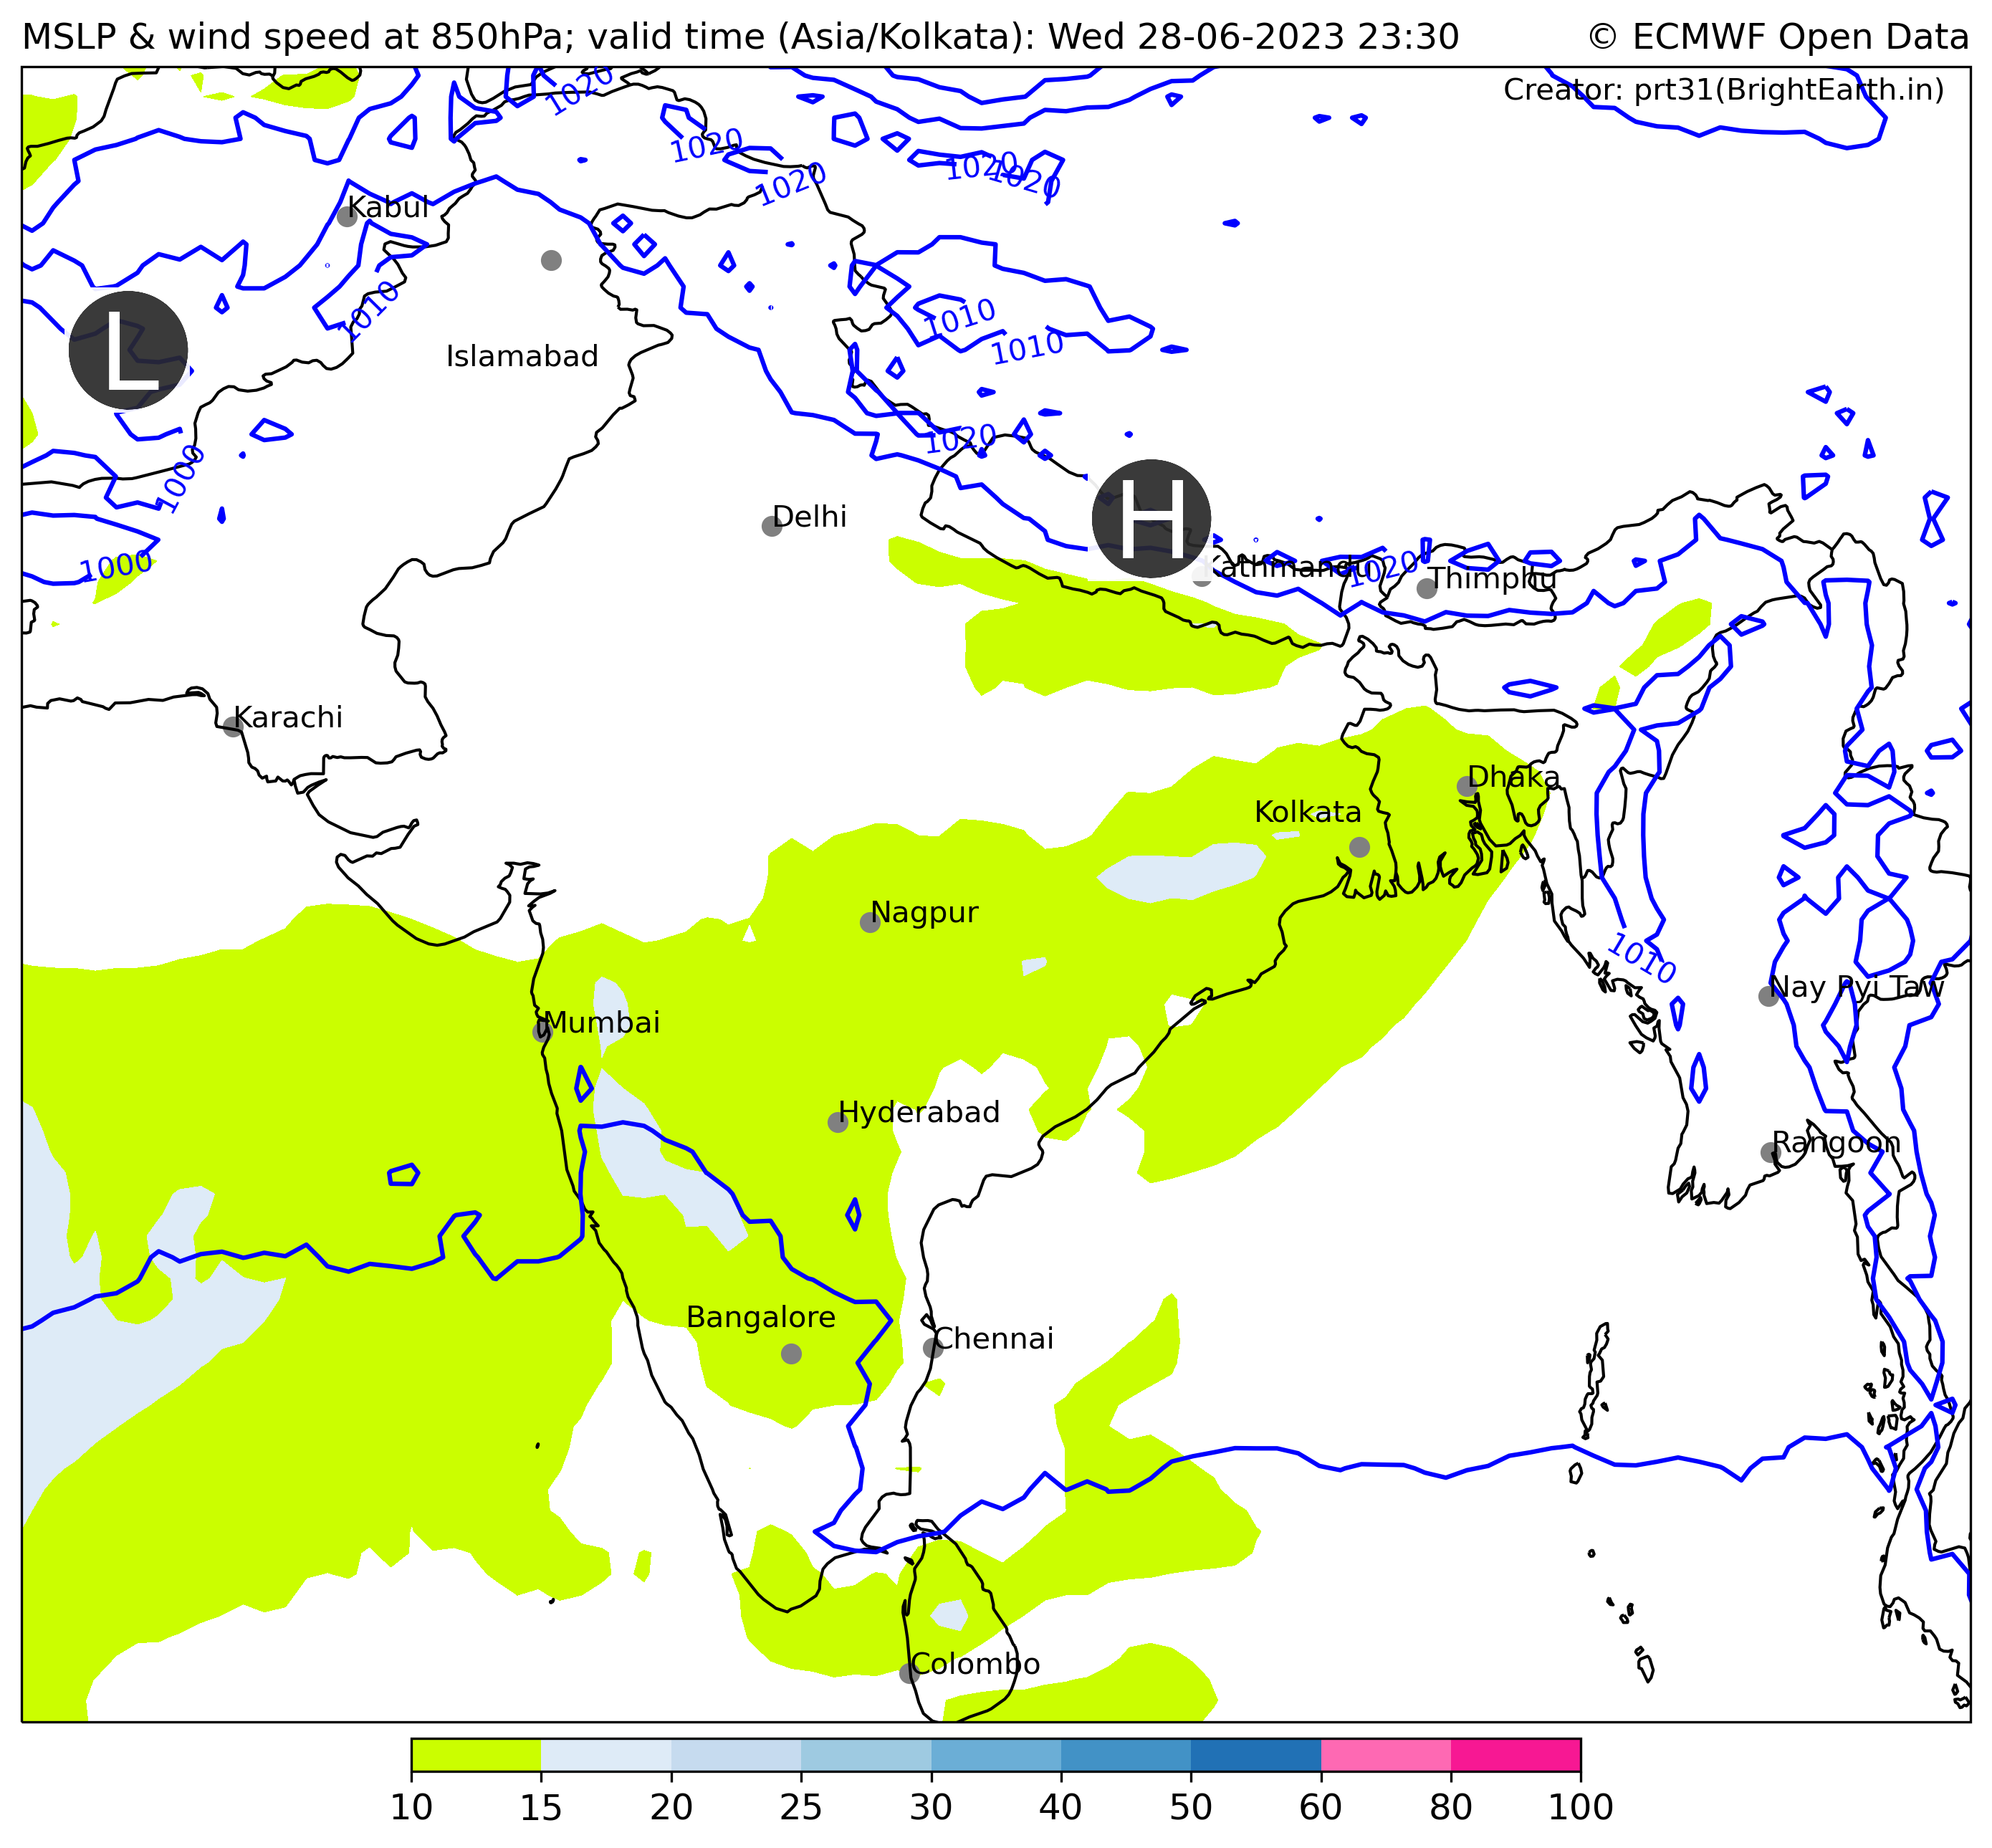 MSLP & wind speed at 850hPa; valid time (Asia/Kolkata): Wed 28-06-2023 23:30
© ECMWF Open Data
Creator: prt31(BrightEarth.in)
1020
1020
1020
1020
1020
Kabul
1010
1010
1010
L
Islamabad
1020
1000
H
Delhi
1000
Kathmandu
1020
Thimphu
Karachi
Dhaka
Kolkata
Nagpur
1010
Nay Pyi Taw
Mumbai
Hyderabad
Rangoon
Bangalore
Chennai
Colombo
10 15 20 25 30 40 50 60 80 100